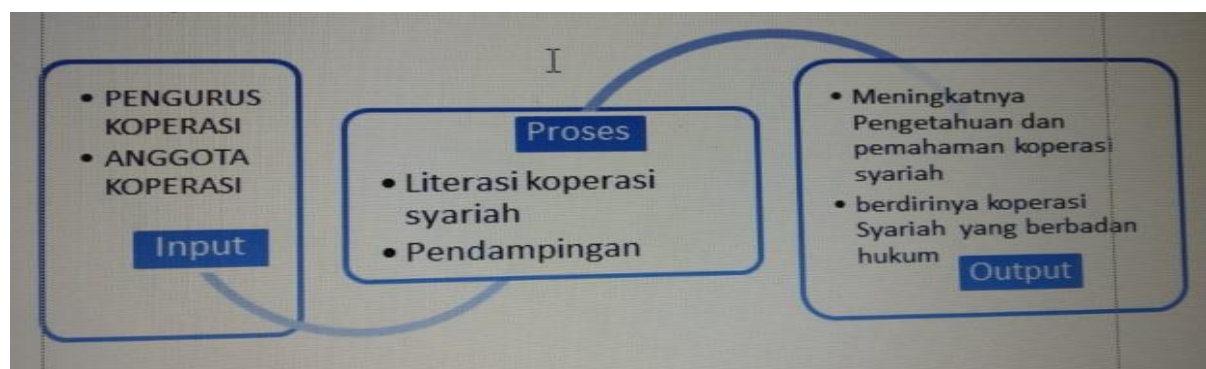 • PENGURUS
KOPERASI
• ANGGOTA
KOPERASI
Input
Proses
• Literasi koperasi
syariah
• Pendampingan
• Meningkatnya
Pengetahuan dan
pemahaman koperasi
syariah
• berdirinya koperasi
Syariah yang berbadan
hukum
Output